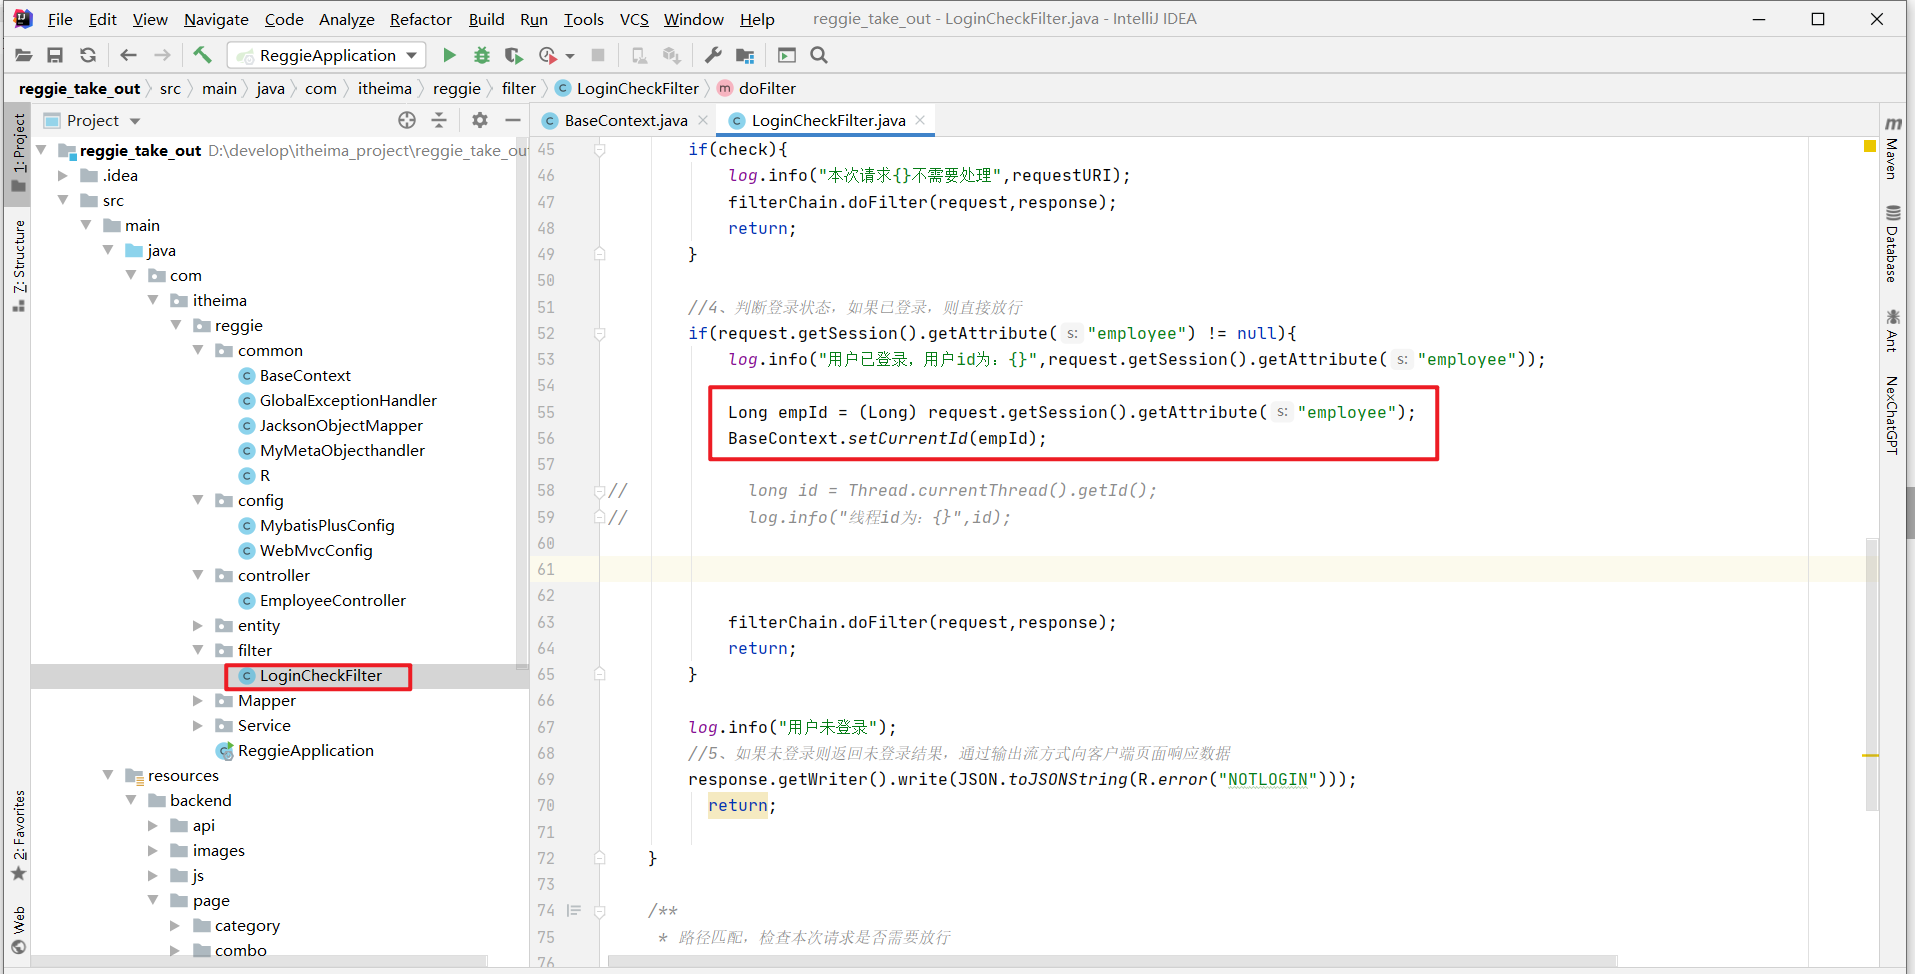 File Edit View Navigate Code Analyze Refactor Build Run Tools VCS Window Help reggie_take_out - LoginCheckFilter.java - IntelliJ IDEA
ReggieApplication
reggie_take_out src main java com itheima reggie filter LoginCheckFilter doFilter
1: Project
7: Structure
2: Favorites
Web
Project
reggie_take_out D:\develop\itheima_project\reggie_take_ou
.idea
src
main
java
com
itheima
reggie
common
BaseContext
GlobalExceptionHandler
JacksonObjectMapper
MyMetaObjecthandler
R
config
MybatisPlusConfig
WebMvcConfig
controller
EmployeeController
entity
filter
LoginCheckFilter
Mapper
Service
ReggieApplication
resources
backend
api
images
js
page
category
combo
BaseContext.java LoginCheckFilter.java
45 if(check){
46 log.info("本次请求{}不需要处理",requestURI);
47 filterChain.doFilter(request,response);
48 return;
49 }
50
51 //4、判断登录状态，如果已登录，则直接放行
52 if(request.getSession().getAttribute( s: "employee") != null){
53 log.info("用户已登录，用户id为：{}",request.getSession().getAttribute( s: "employee"));
54
55 Long empId = (Long) request.getSession().getAttribute( s: "employee");
56 BaseContext.setCurrentId(empId);
57
58 // long id = Thread.currentThread().getId();
59 // log.info("线程id为：{}",id);
60
61
62
63 filterChain.doFilter(request,response);
64 return;
65 }
66
67 log.info("用户未登录");
68 //5、如果未登录则返回未登录结果，通过输出流方式向客户端页面响应数据
69 response.getWriter().write(JSON.toJSONString(R.error("NOTLOGIN")));
70 return;
71
72 }
73
74 /**
75 * 路径匹配，检查本次请求是否需要放行
76
Maven
Database
Ant
NexChatGPT